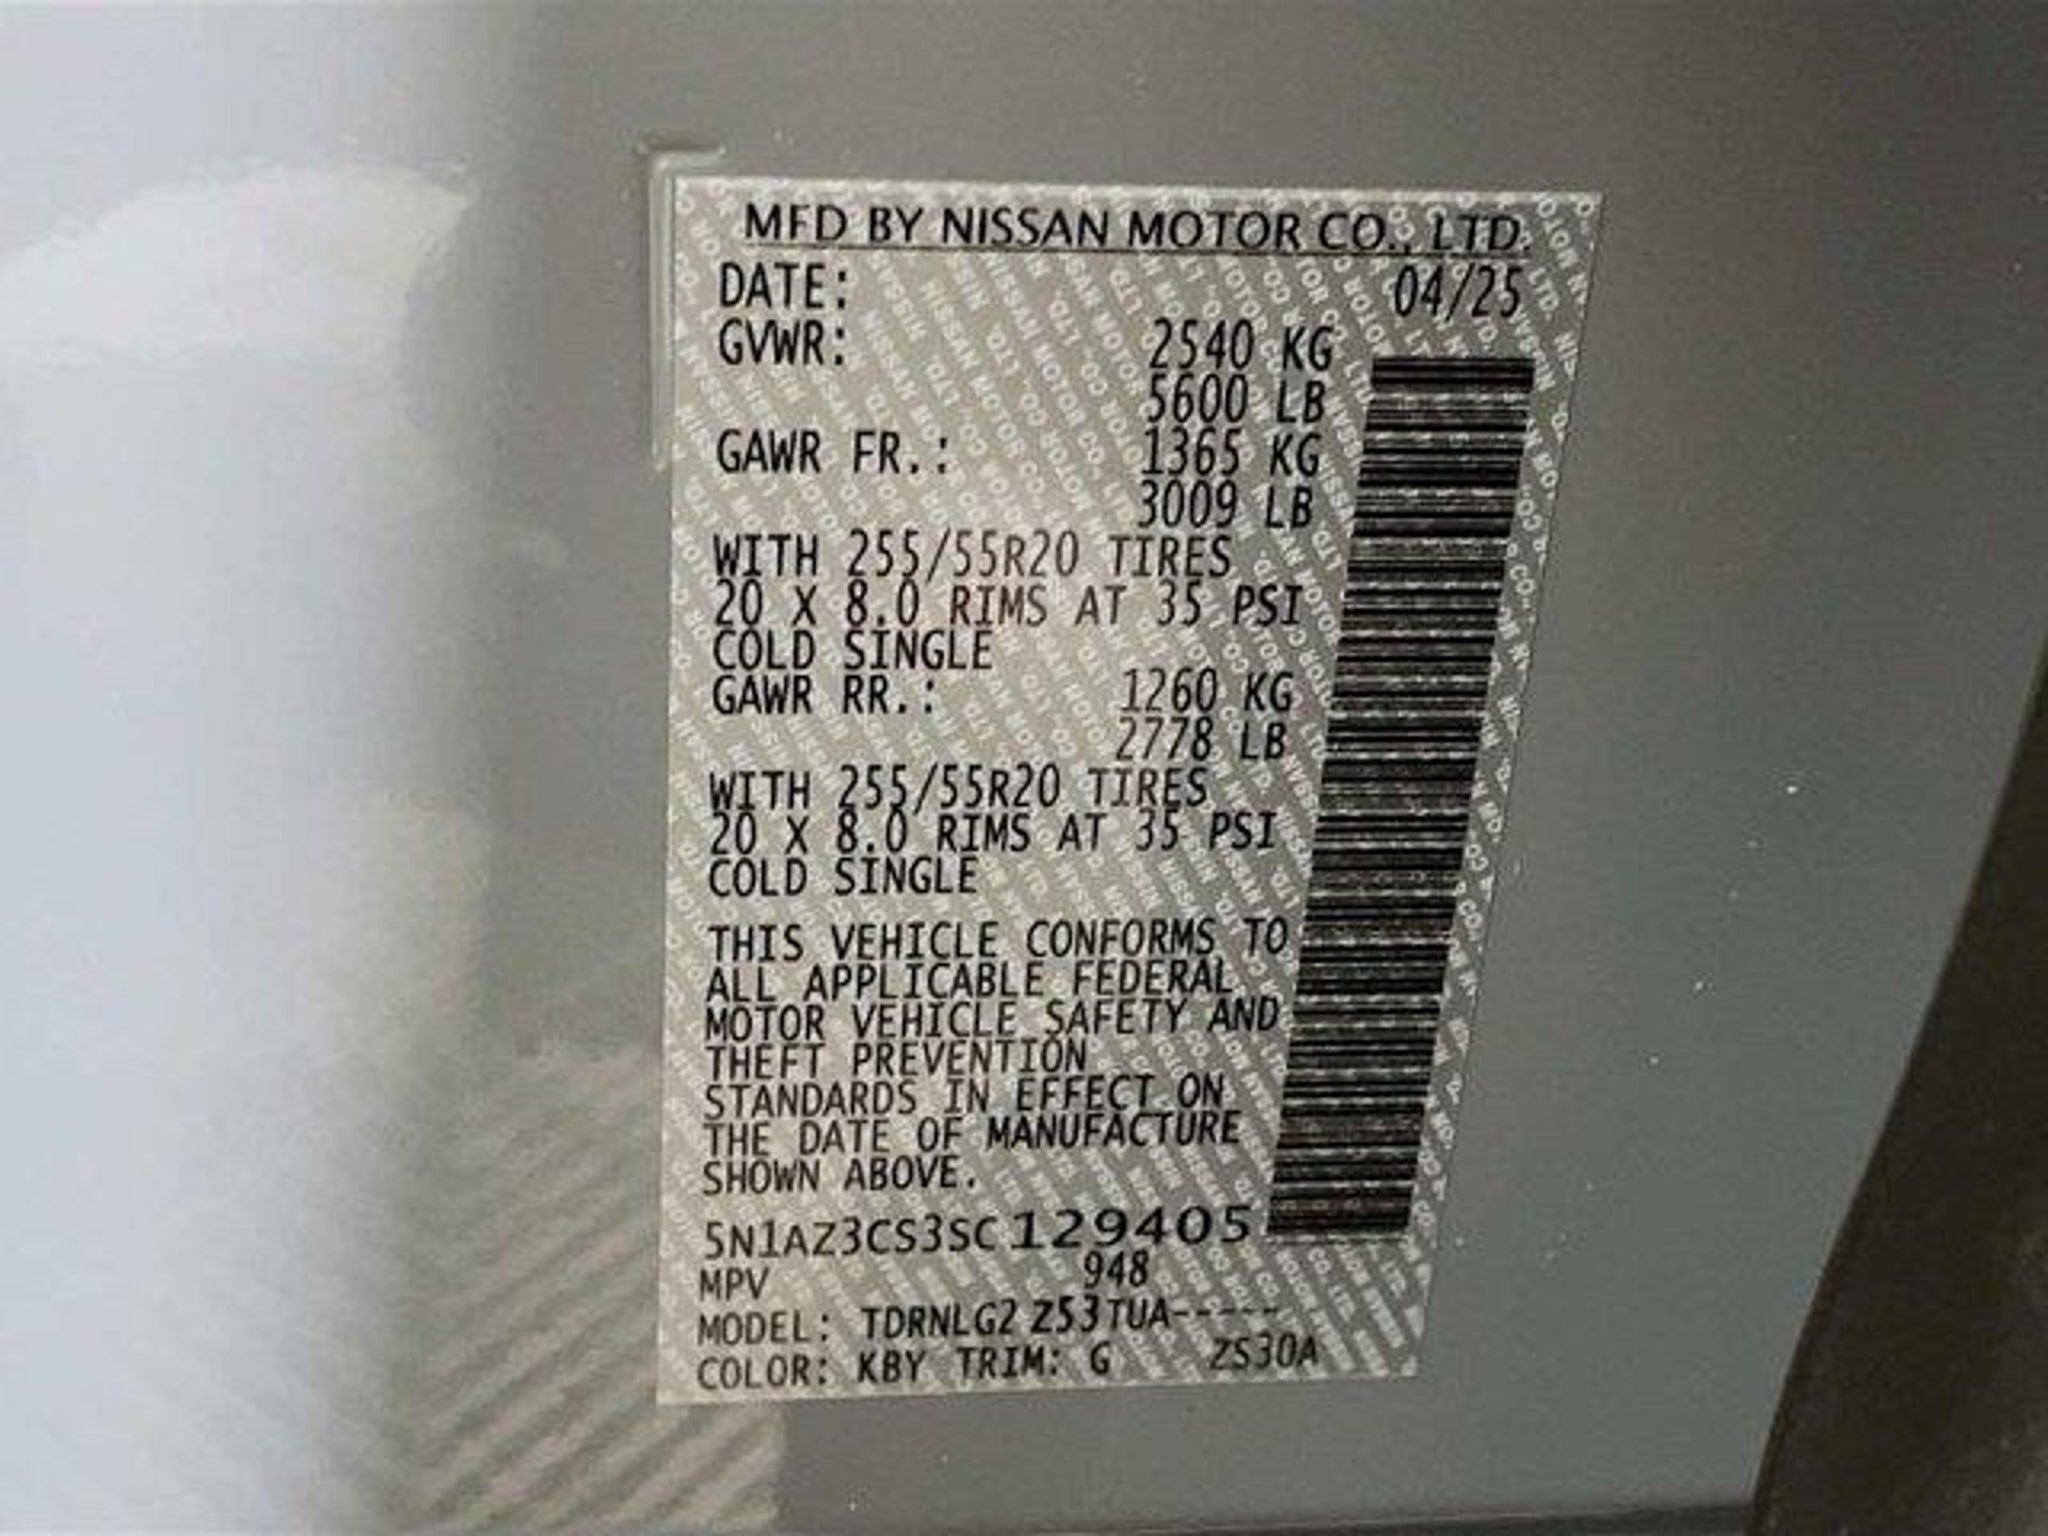 MFD BY NISSAN MOTOR CO., LTD.
DATE: 04/25
GVWR: 2540 KG
5600 LB
GAWR FR.: 1365 KG
3009 LB
WITH 255/55R20 TIRES
20 X 8.0 RIMS AT 35 PSI
COLD SINGLE
GAWR RR.: 1260 KG
2778 LB
WITH 255/55R20 TIRES
20 X 8.0 RIMS AT 35 PSI
COLD SINGLE
THIS VEHICLE CONFORMS TO
ALL APPLICABLE FEDERAL
MOTOR VEHICLE SAFETY AND
THEFT PREVENTION
STANDARDS IN EFFECT ON
THE DATE OF MANUFACTURE
SHOWN ABOVE.
5N1AZ3CS3SC129405
MPV 948
MODEL: TDRNLG2 Z53TUA-----
COLOR: KBY TRIM: G ZS30A